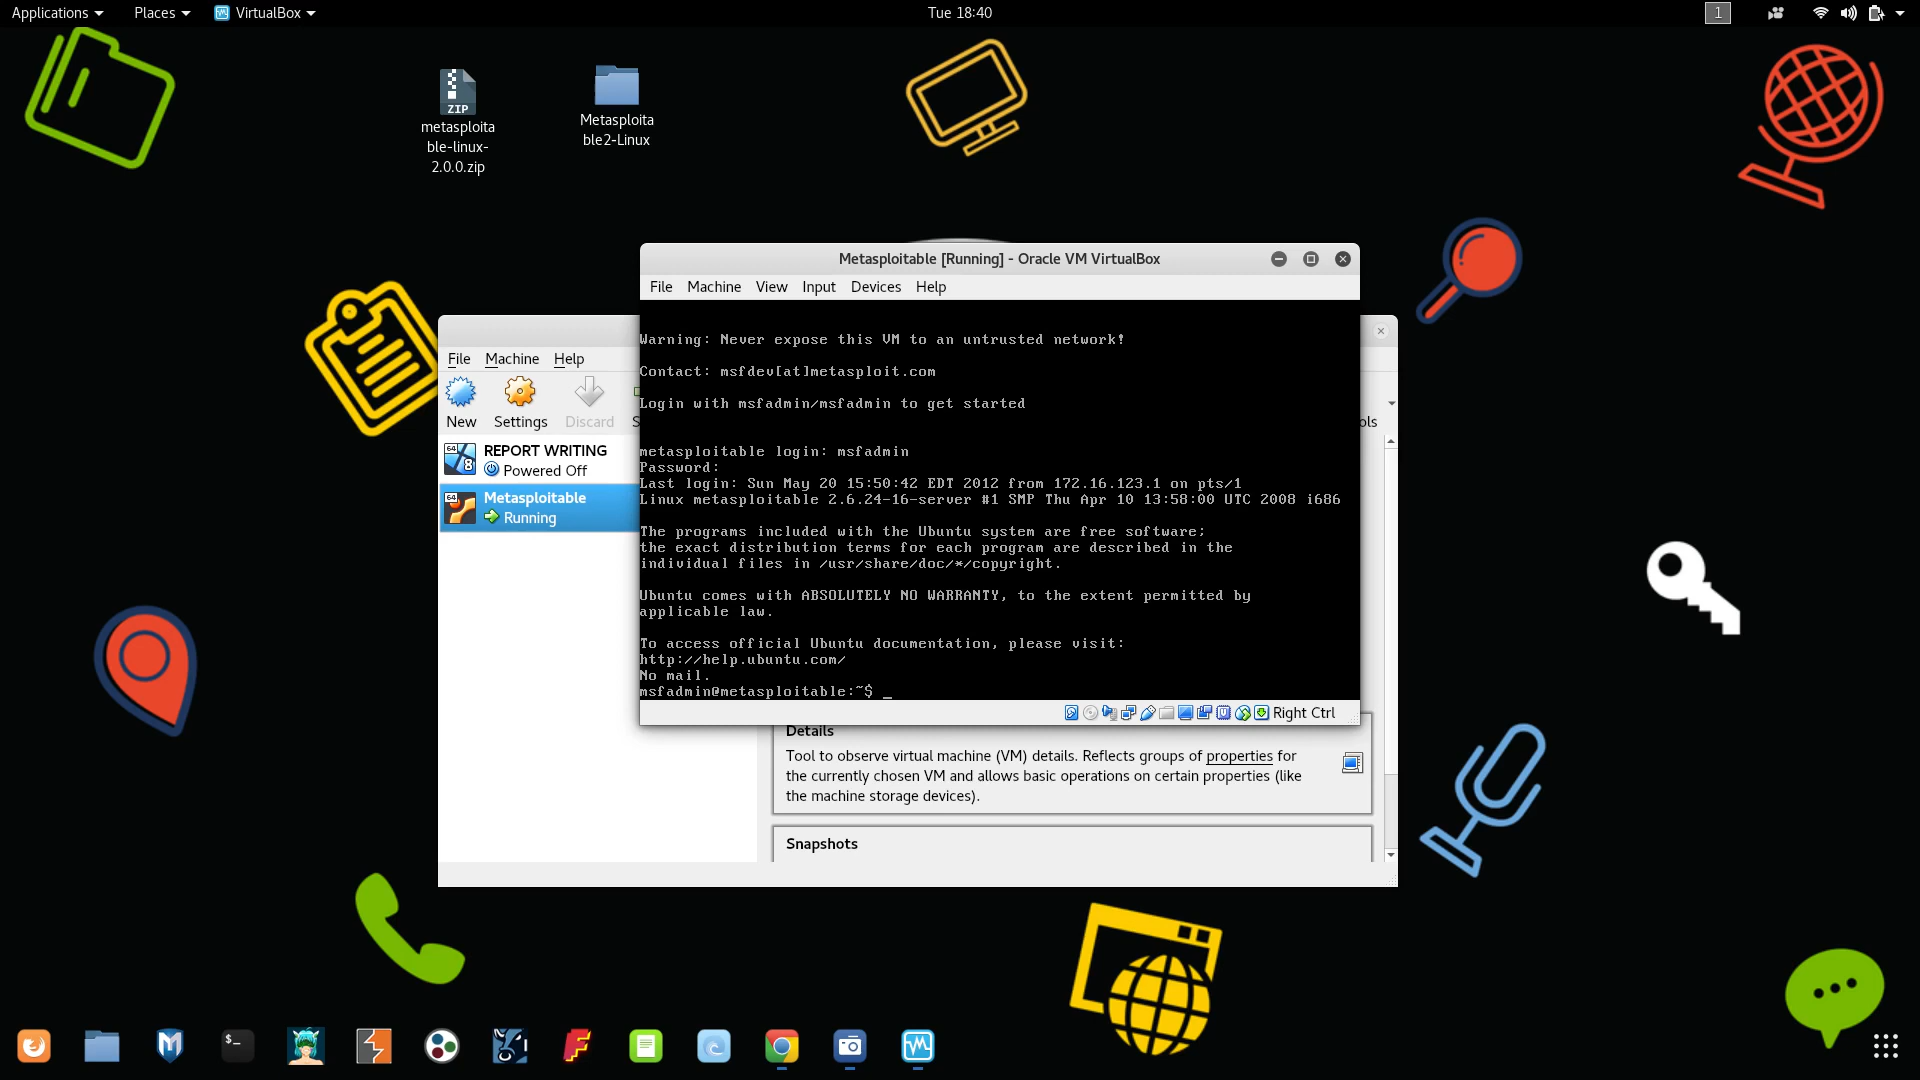 Applications Places VirtualBox Tue 18:40 1
ZIP
metasploita
ble-linux-
2.0.0.zip
Metasploita
ble2-Linux
Metasploitable [Running] - Oracle VM VirtualBox
File Machine View Input Devices Help
Warning: Never expose this VM to an untrusted network!
Contact: msfdev[at]metasploit.com
Login with msfadmin/msfadmin to get started
metasploitable login: msfadmin
Password:
Last login: Sun May 20 15:50:42 EDT 2012 from 172.16.123.1 on pts/1
Linux metasploitable 2.6.24-16-server #1 SMP Thu Apr 10 13:58:00 UTC 2008 i686
The programs included with the Ubuntu system are free software;
the exact distribution terms for each program are described in the
individual files in /usr/share/doc/*/copyright.
Ubuntu comes with ABSOLUTELY NO WARRANTY, to the extent permitted by
applicable law.
To access official Ubuntu documentation, please visit:
http://help.ubuntu.com/
No mail.
msfadmin@metasploitable:~$ _
Right Ctrl
File Machine Help
New Settings Discard
64 REPORT WRITING
8 Powered Off
64 Metasploitable
Running
Details
Tool to observe virtual machine (VM) details. Reflects groups of properties for
the currently chosen VM and allows basic operations on certain properties (like
the machine storage devices).
Snapshots
$_